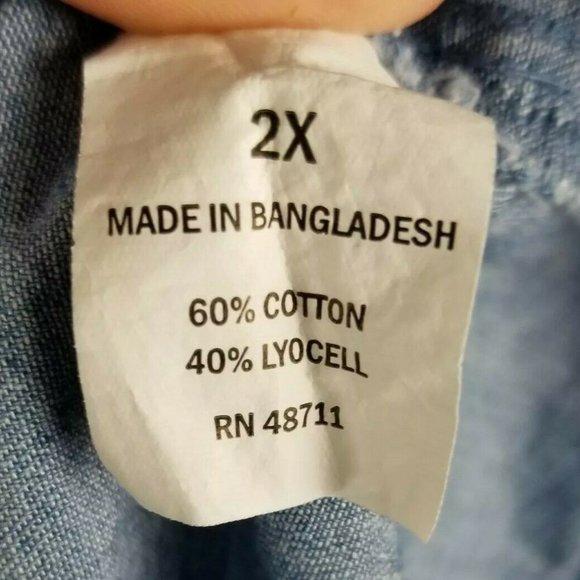 2X
MADE IN BANGLADESH
60% COTTON
40% LYOCELL
RN 48711